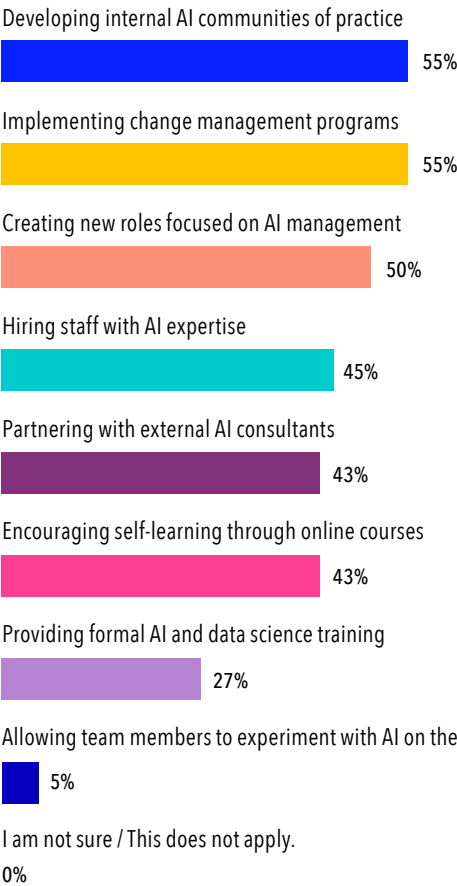 Developing internal AI communities of practice
55%
Implementing change management programs
55%
Creating new roles focused on AI management
50%
Hiring staff with AI expertise
45%
Partnering with external AI consultants
43%
Encouraging self-learning through online courses
43%
Providing formal AI and data science training
27%
Allowing team members to experiment with AI on the
5%
I am not sure / This does not apply.
0%